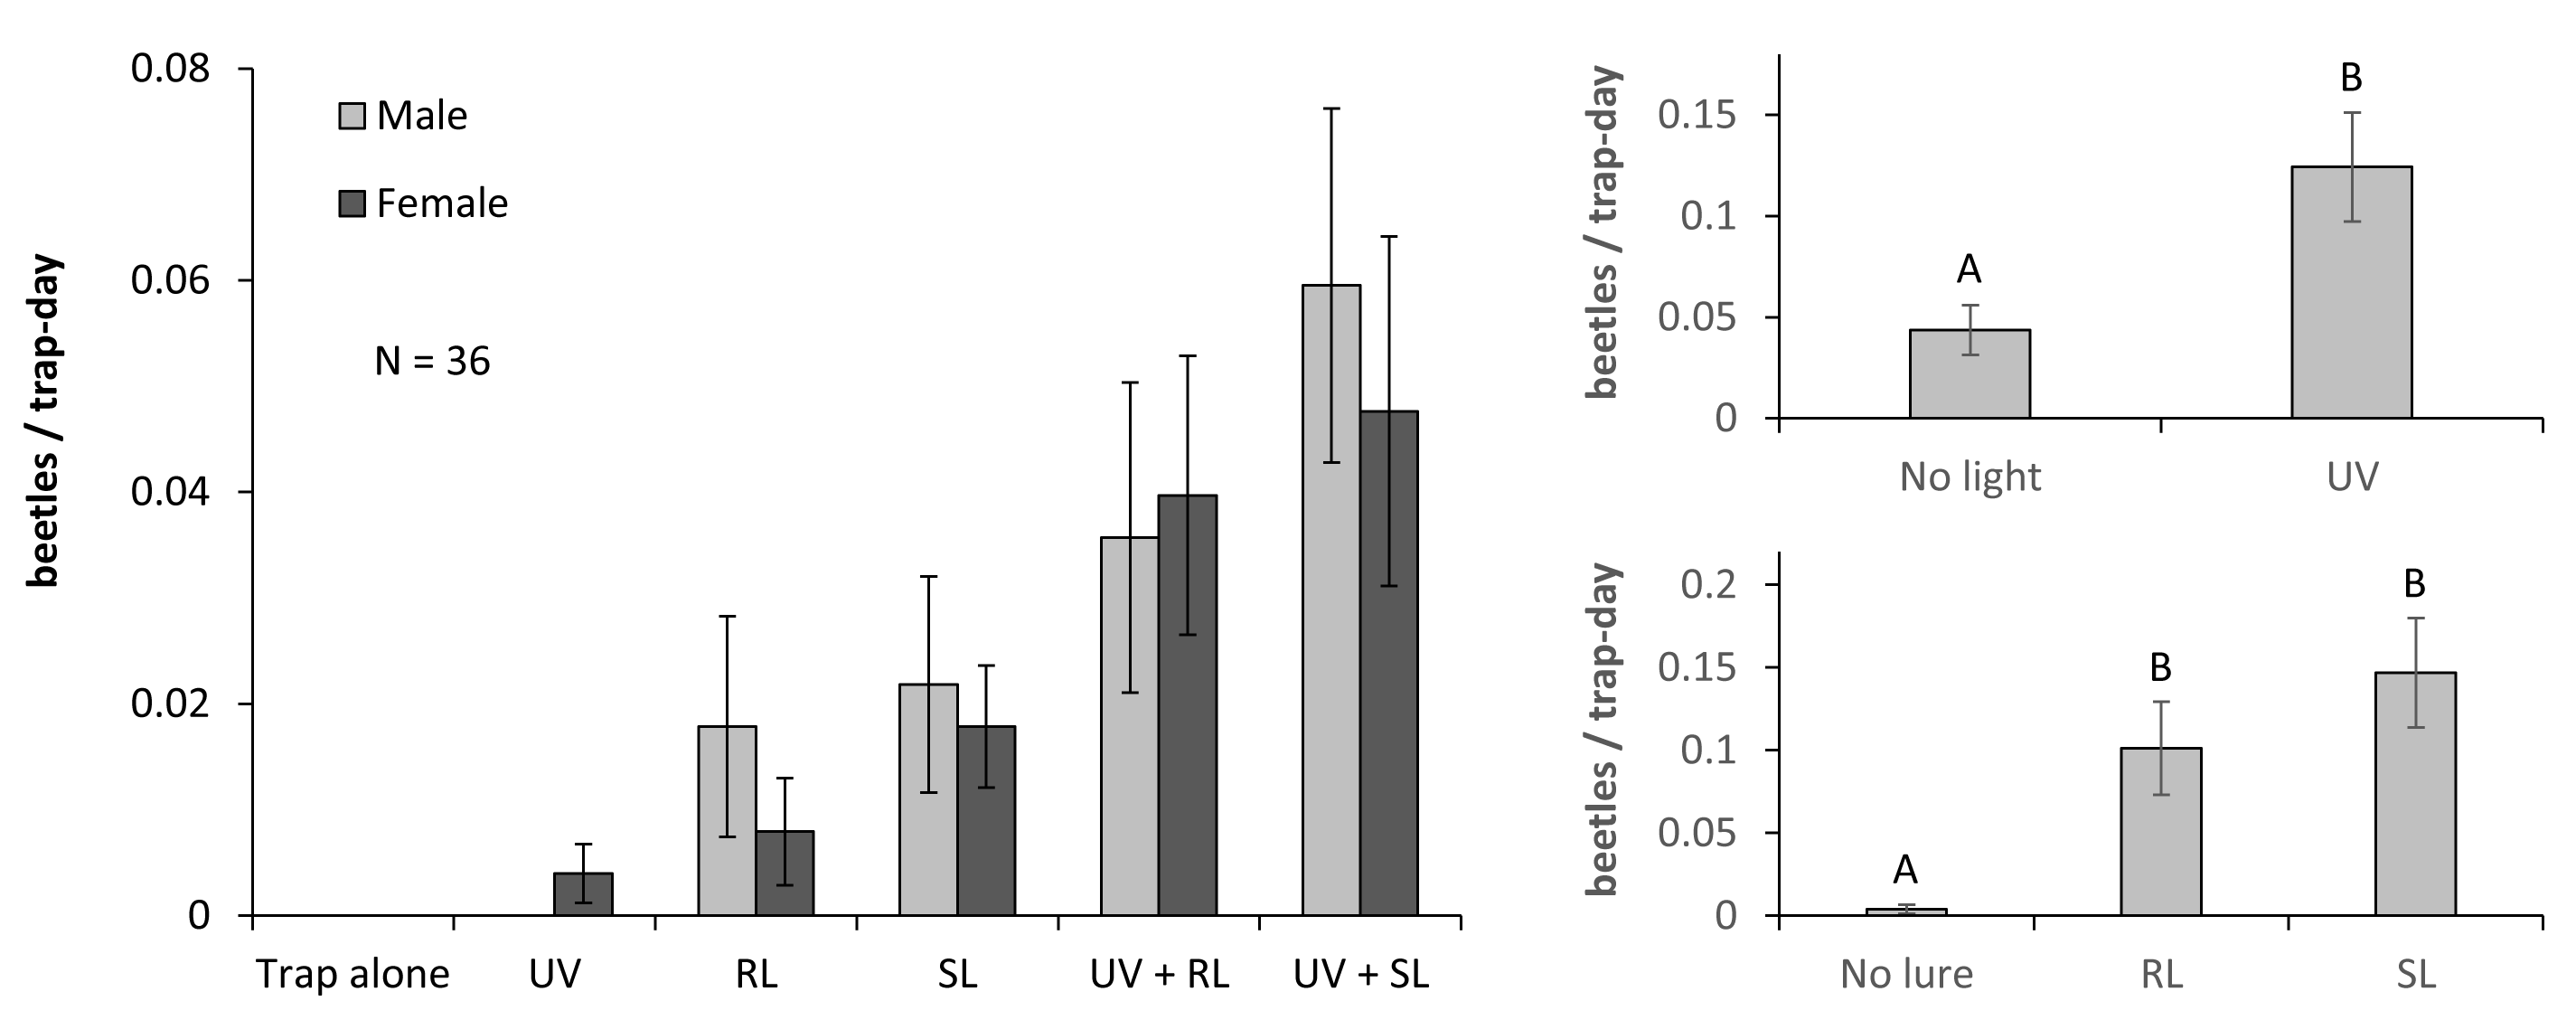 beetles / trap-day
0.08
0.06
0.04
0.02
0
Male
Female
N = 36
Trap alone
UV
RL
SL
UV + RL
UV + SL
beetles / trap-day
0.15
0.1
0.05
0
A
B
No light
UV
beetles / trap-day
0.2
0.15
0.1
0.05
0
A
B
B
No lure
RL
SL